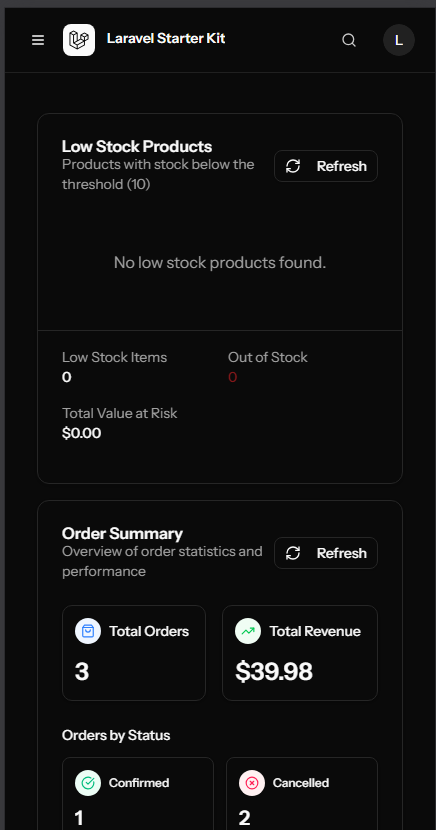 Laravel Starter Kit
L
Low Stock Products
Products with stock below the
threshold (10)
Refresh
No low stock products found.
Low Stock Items
0
Out of Stock
0
Total Value at Risk
$0.00
Order Summary
Overview of order statistics and
performance
Refresh
Total Orders
3
Total Revenue
$39.98
Orders by Status
Confirmed
1
Cancelled
2